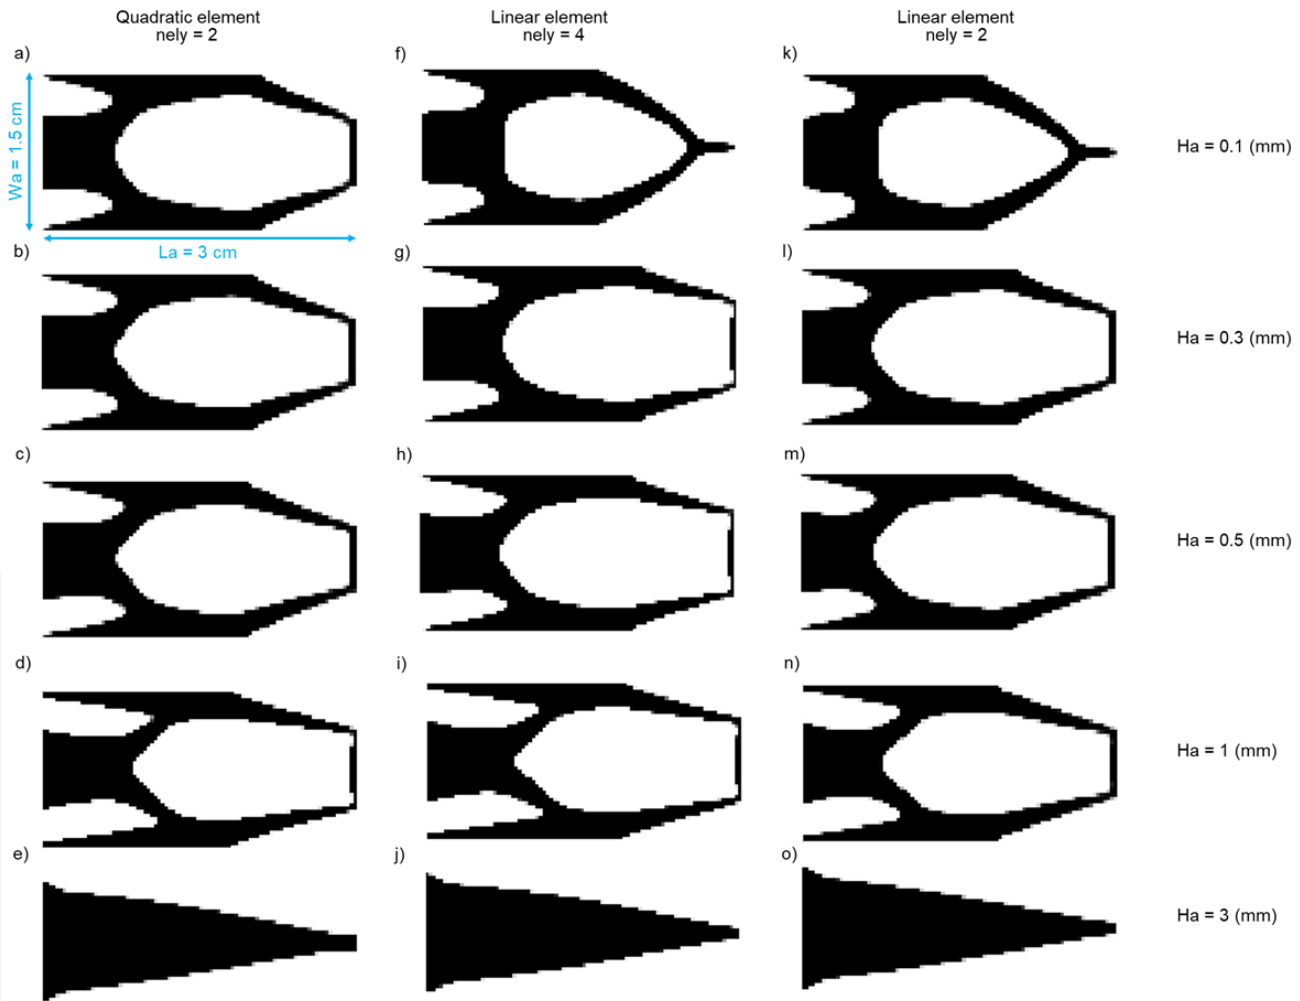 Quadratic element
nely = 2
Linear element
nely = 4
Linear element
nely = 2
a)
f)
k)
Wa = 1.5 cm
Ha = 0.1 (mm)
La = 3 cm
b)
g)
l)
Ha = 0.3 (mm)
c)
h)
m)
Ha = 0.5 (mm)
d)
i)
n)
Ha = 1 (mm)
e)
j)
o)
Ha = 3 (mm)